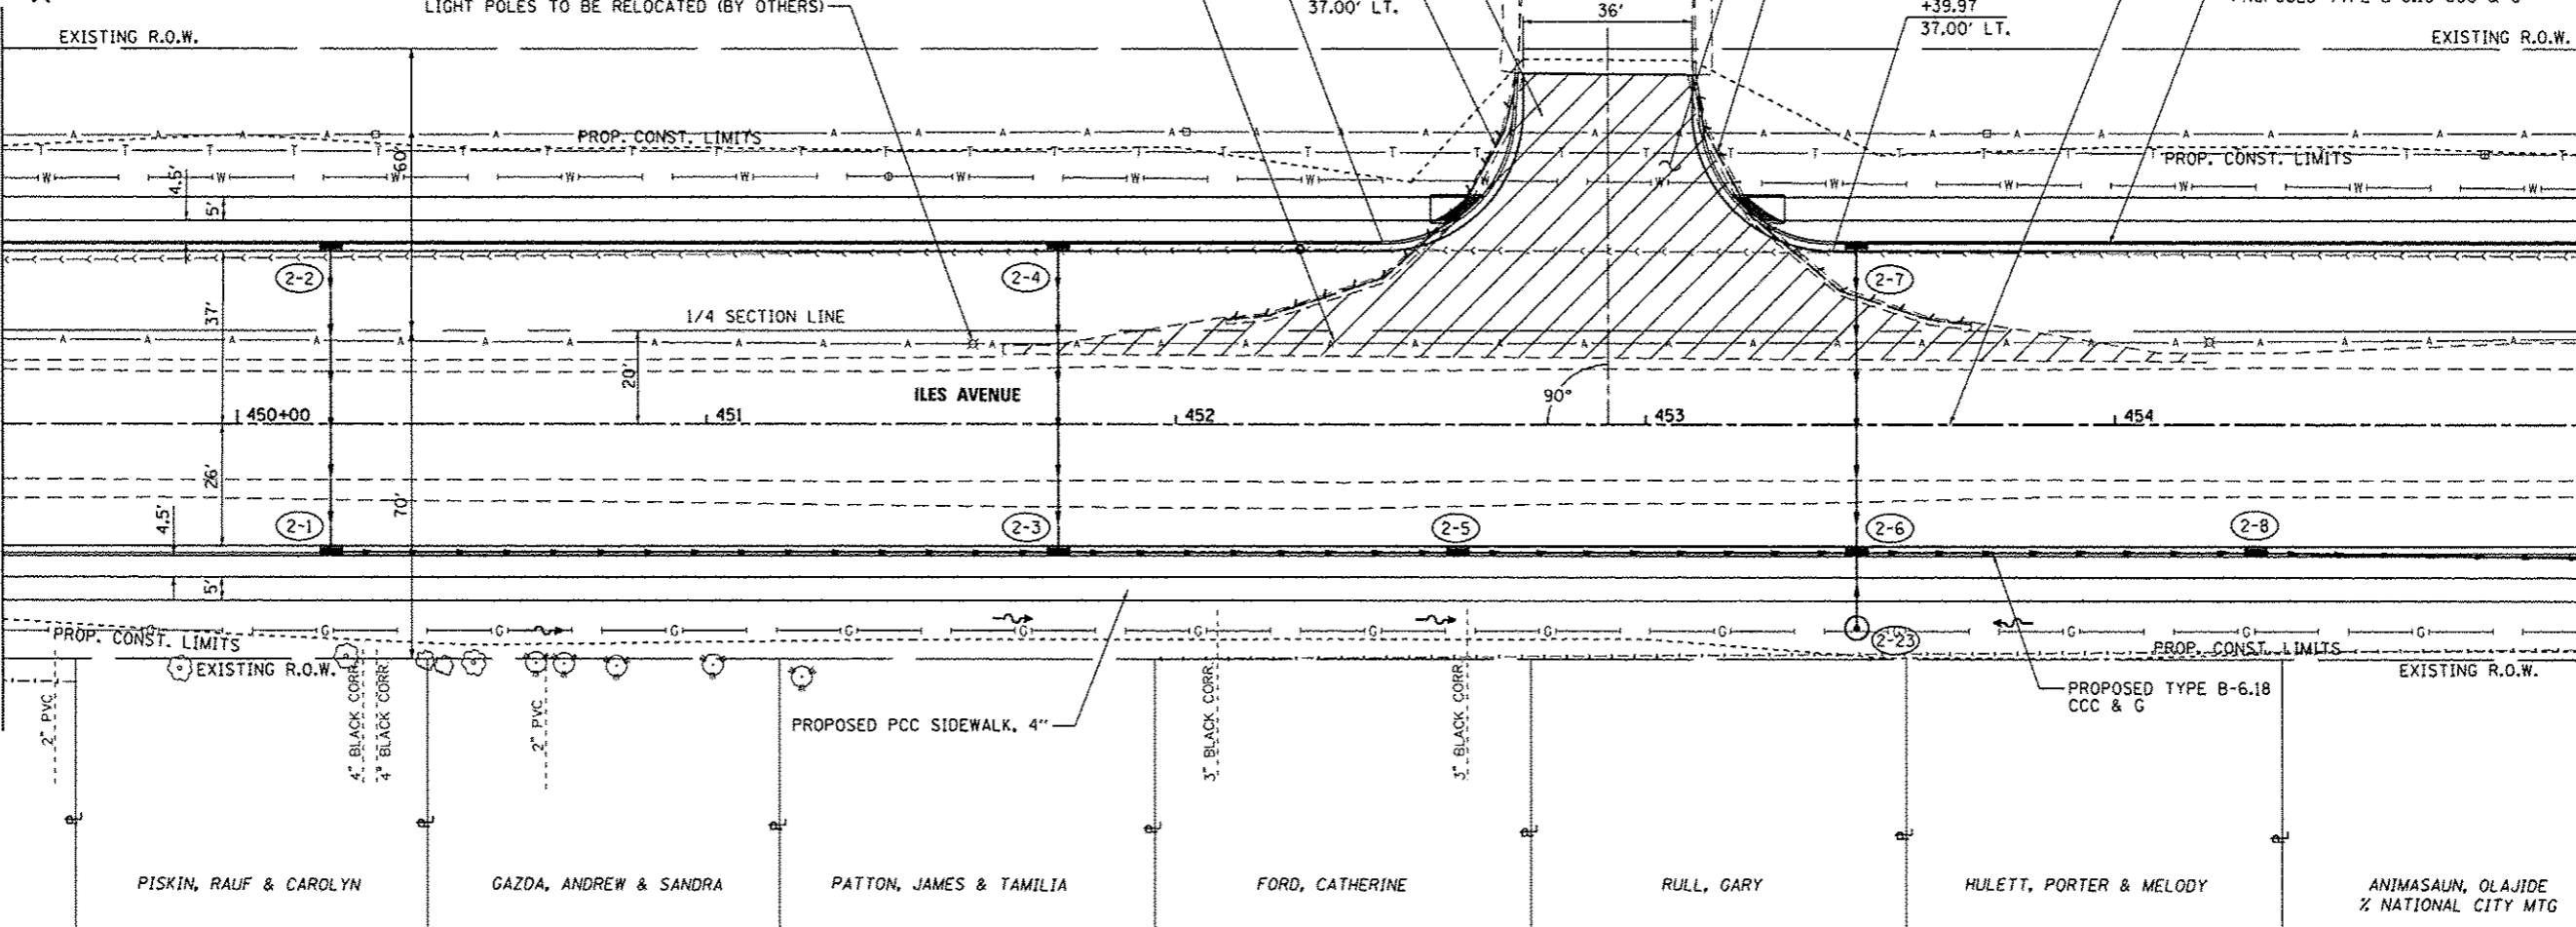 LIGHT POLES TO BE RELOCATED (BY OTHERS)
37.00' LT.
36'
+39.97
37.00' LT.
EXISTING R.O.W.
EXISTING R.O.W.
PROP. CONST. LIMITS
PROP. CONST. LIMITS
60'
4.5'
5'
2-2
2-4
2-7
37'
1/4 SECTION LINE
20'
ILES AVENUE
90°
450+00
451
452
453
454
26'
70'
4.5'
2-1
2-3
2-5
2-6
2-8
5'
2-23
PROP. CONST. LIMITS
PROP. CONST. LIMITS
EXISTING R.O.W.
EXISTING R.O.W.
2" PVC
4" BLACK CORR.
4" BLACK CORR.
2" PVC
3" BLACK CORR.
3" BLACK CORR.
PROPOSED PCC SIDEWALK, 4"
PROPOSED TYPE B-6.18
CCC & G
PISKIN, RAUF & CAROLYN
GAZDA, ANDREW & SANDRA
PATTON, JAMES & TAMILIA
FORD, CATHERINE
RULL, GARY
HULETT, PORTER & MELODY
ANIMASAUN, OLAJIDE
% NATIONAL CITY MTG